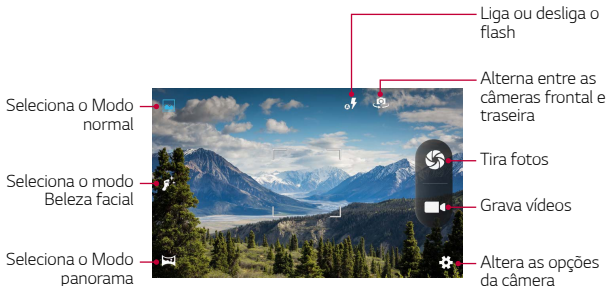 Liga ou desliga o
flash
Alterna entre as
câmeras frontal e
traseira
Seleciona o Modo
normal
Tira fotos
Seleciona o modo
Beleza facial
Grava vídeos
Seleciona o Modo
panorama
Altera as opções
da câmera